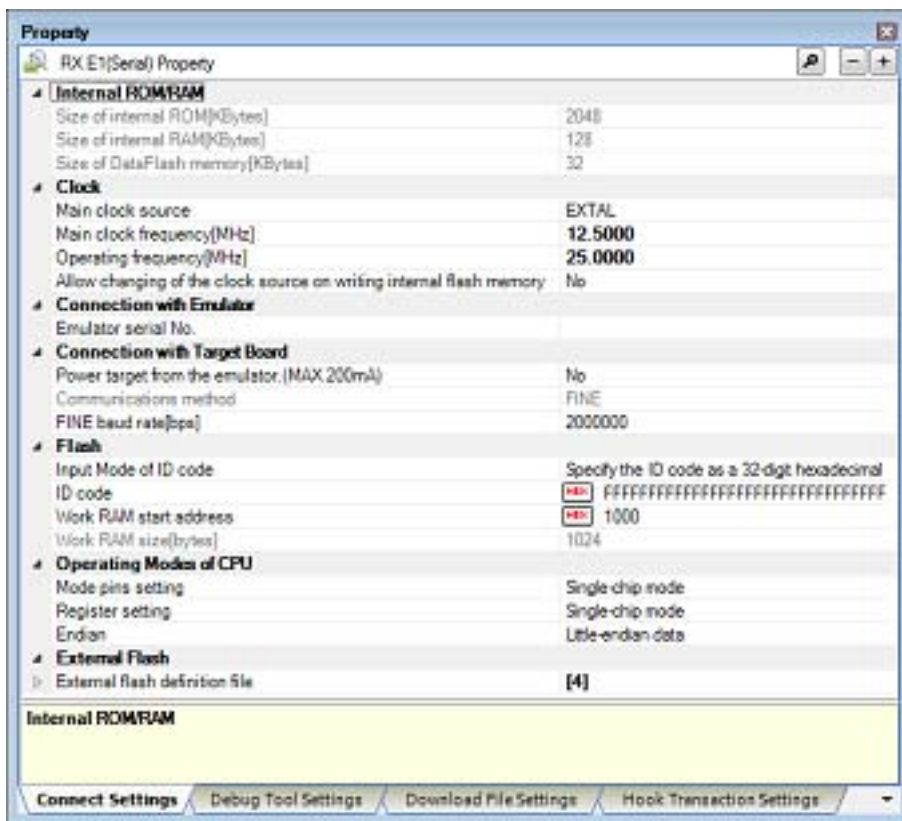 Property
RX E1(Serial) Property
Internal ROM/RAM
Size of internal ROM[KBytes] 2048
Size of internal RAM[KBytes] 128
Size of DataFlash memory[KBytes] 32
Clock
Main clock source EXTAL
Main clock frequency[MHz] 12.5000
Operating frequency[MHz] 25.0000
Allow changing of the clock source on writing internal flash memory No
Connection with Emulator
Emulator serial No.
Connection with Target Board
Power target from the emulator.(MAX 200mA) No
Communications method FINE
FINE baud rate[bps] 2000000
Flash
Input Mode of ID code Specify the ID code as a 32-digit hexadecimal
ID code HEX FFFFFFFFFFFFFFFFFFFFFFFFFFFFFFFF
Work RAM start address HEX 1000
Work RAM size[bytes] 1024
Operating Modes of CPU
Mode pins setting Single-chip mode
Register setting Single-chip mode
Endian Little-endian data
External Flash
External flash definition file [4]
Internal ROM/RAM
Connect Settings Debug Tool Settings Download File Settings Hook Transaction Settings